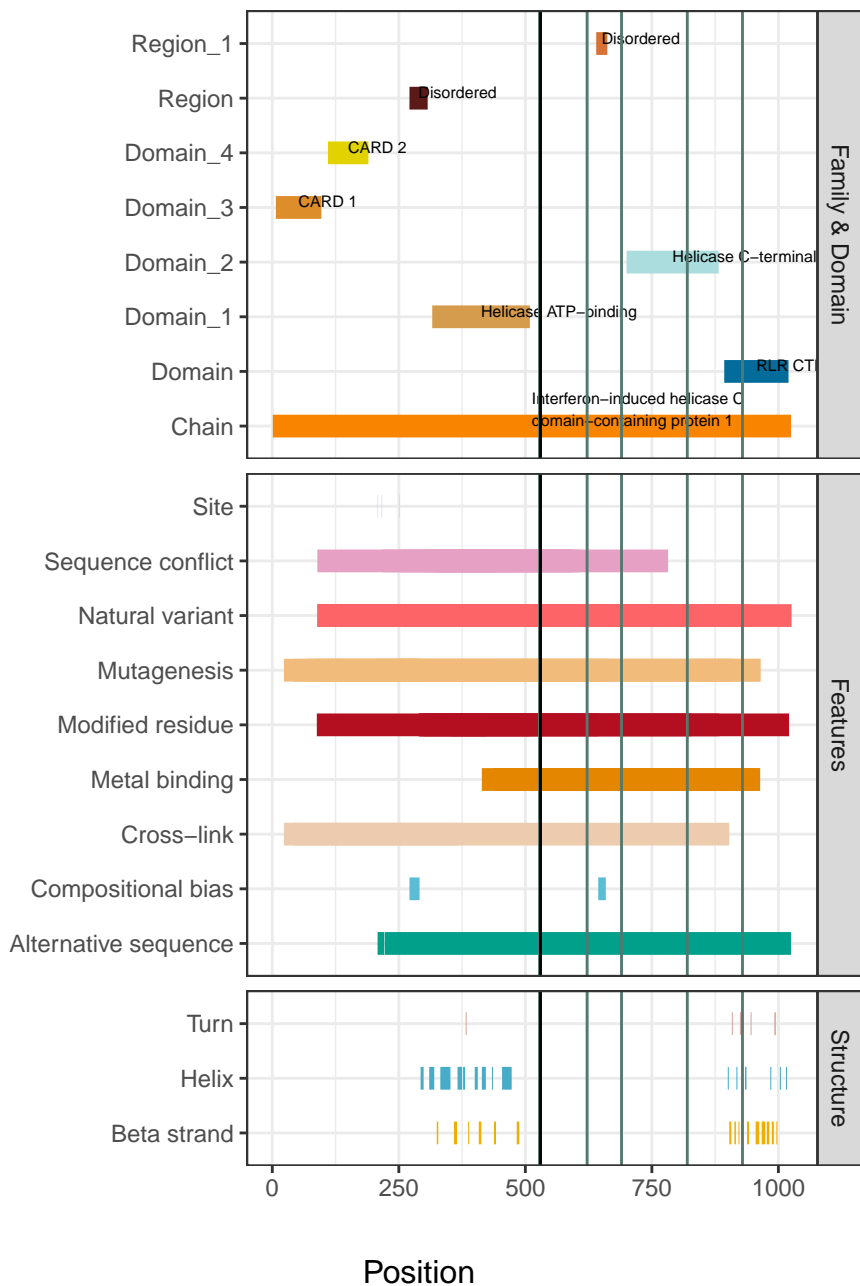 Region_1
Disordered
Region
Disordered
Domain_4
CARD 2
Domain_3
CARD 1
Domain_2
Helicase C−terminal
Domain_1
Helicase ATP−binding
Domain
RLR CT
Chain
Interferon−induced helicase C
domain−containing protein 1
Family & Domain
Site
Sequence conflict
Natural variant
Mutagenesis
Modified residue
Metal binding
Cross−link
Compositional bias
Alternative sequence
Features
Turn
Helix
Beta strand
Structure
0 250 500 750 1000
Position